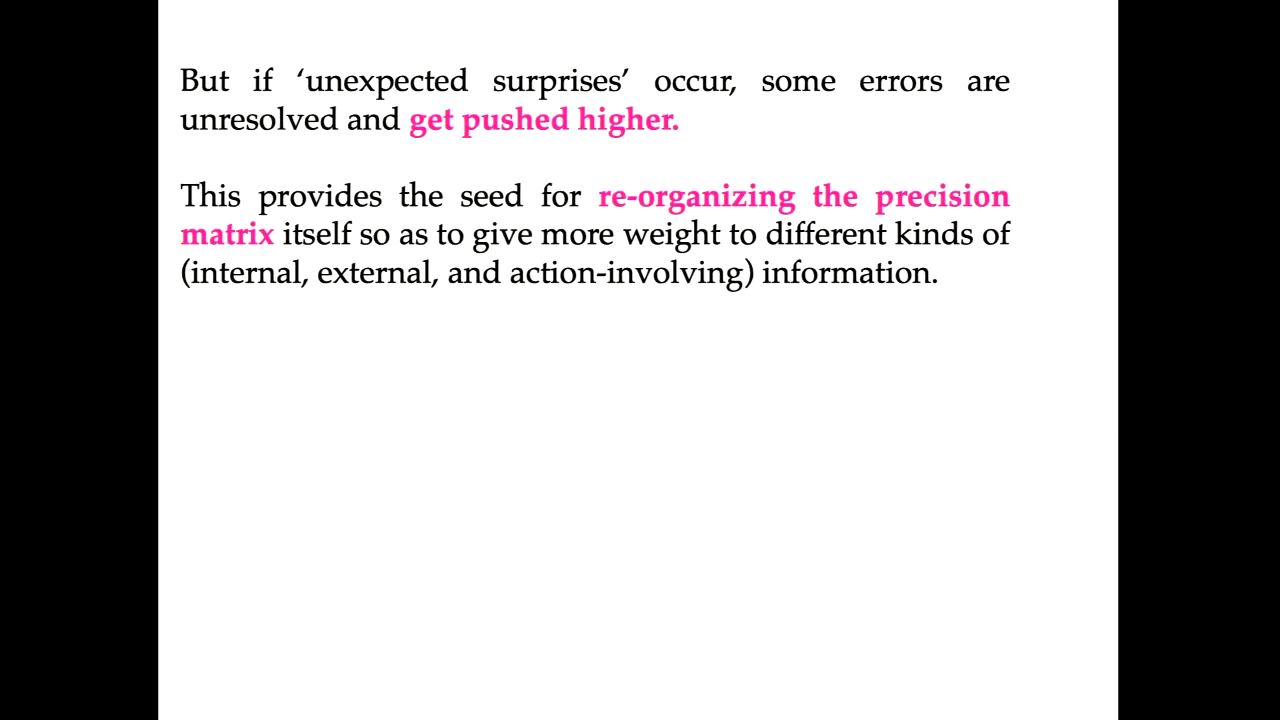 But if ‘unexpected surprises’ occur, some errors are
unresolved and get pushed higher.
This provides the seed for re-organizing the precision
matrix itself so as to give more weight to different kinds of
(internal, external, and action-involving) information.